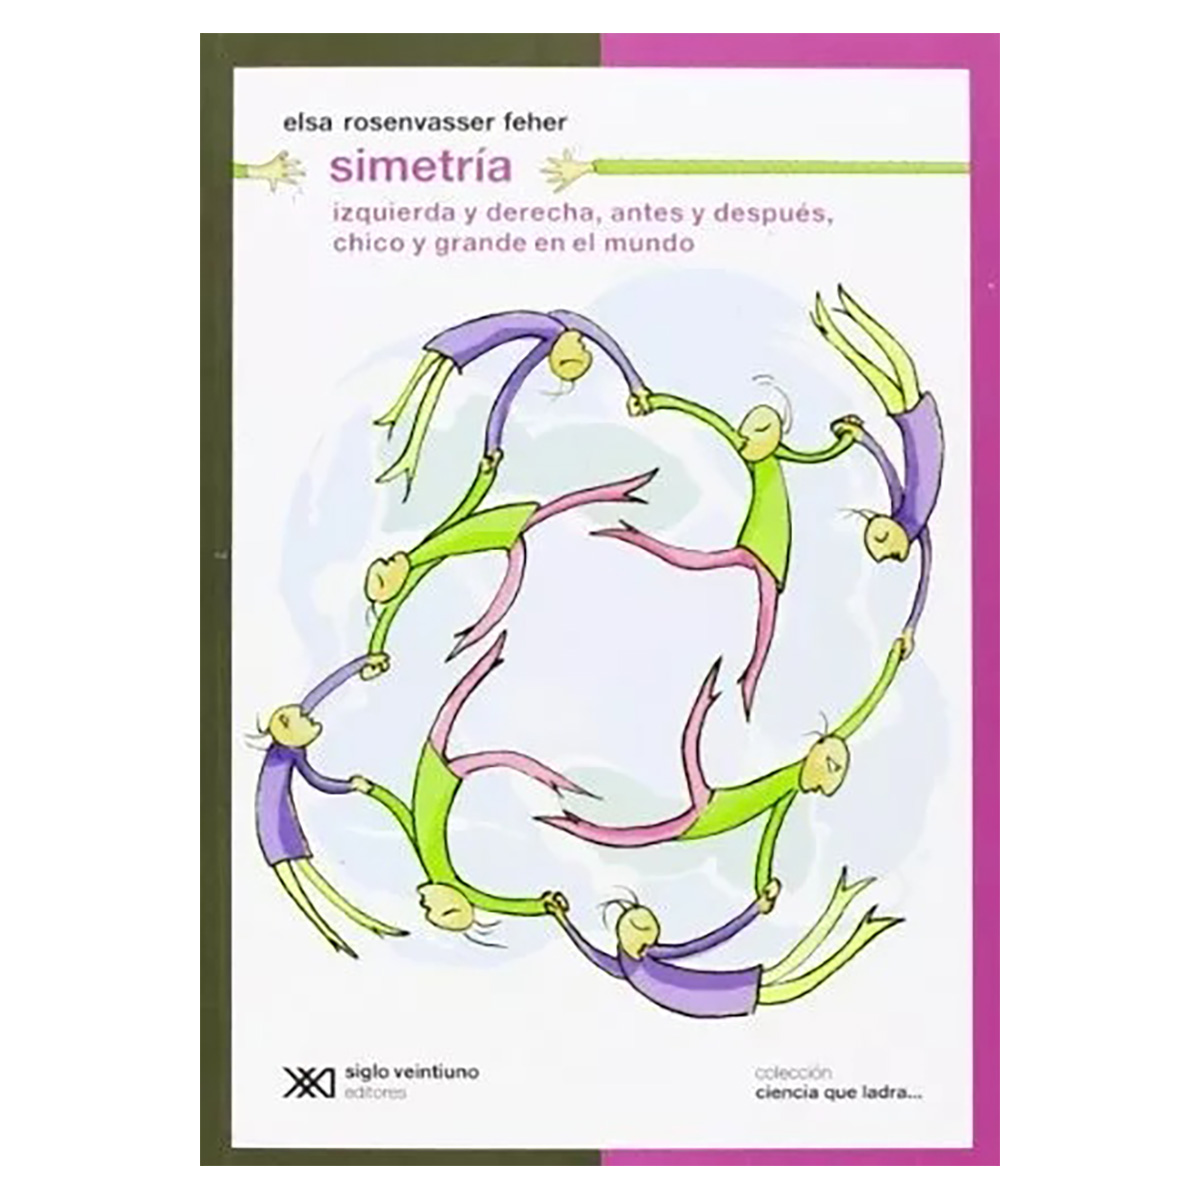 elsa rosenvasser feher
simetría
izquierda y derecha, antes y después,
chico y grande en el mundo
siglo veintiuno
editores
colección
ciencia que ladra...